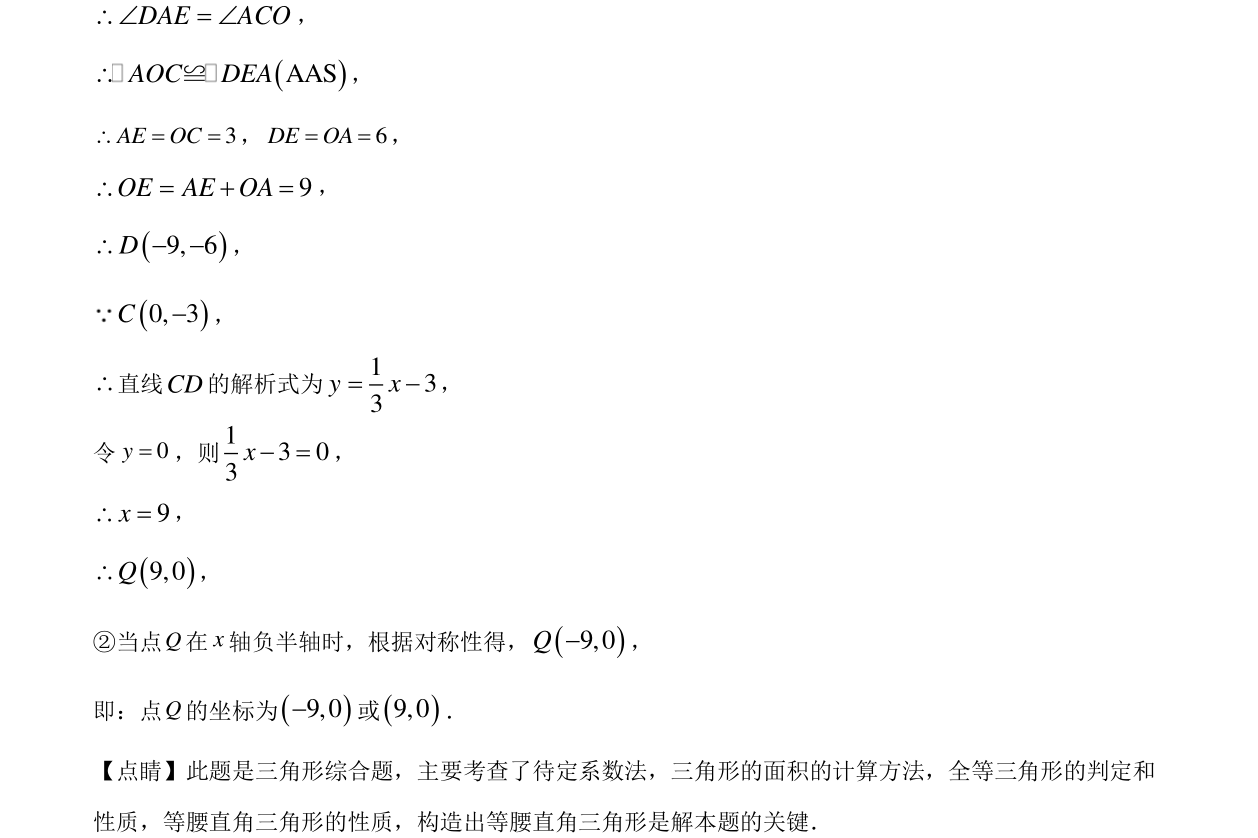 ∴∠DAE=∠ACO，
∴□AOC≌□DEA(AAS)，
∴AE=OC=3，DE=OA=6，
∴OE=AE+OA=9，
∴D(−9,−6)，
∵C(0,−3)，
∴直线CD的解析式为y=1/3x−3，
令y=0，则1/3x−3=0，
∴x=9，
∴Q(9,0)，
②当点Q在x轴负半轴时，根据对称性得，Q(−9,0)，
即：点Q的坐标为(−9,0)或(9,0)．
【点睛】此题是三角形综合题，主要考查了待定系数法，三角形的面积的计算方法，全等三角形的判定和
性质，等腰直角三角形的性质，构造出等腰直角三角形是解本题的关键．